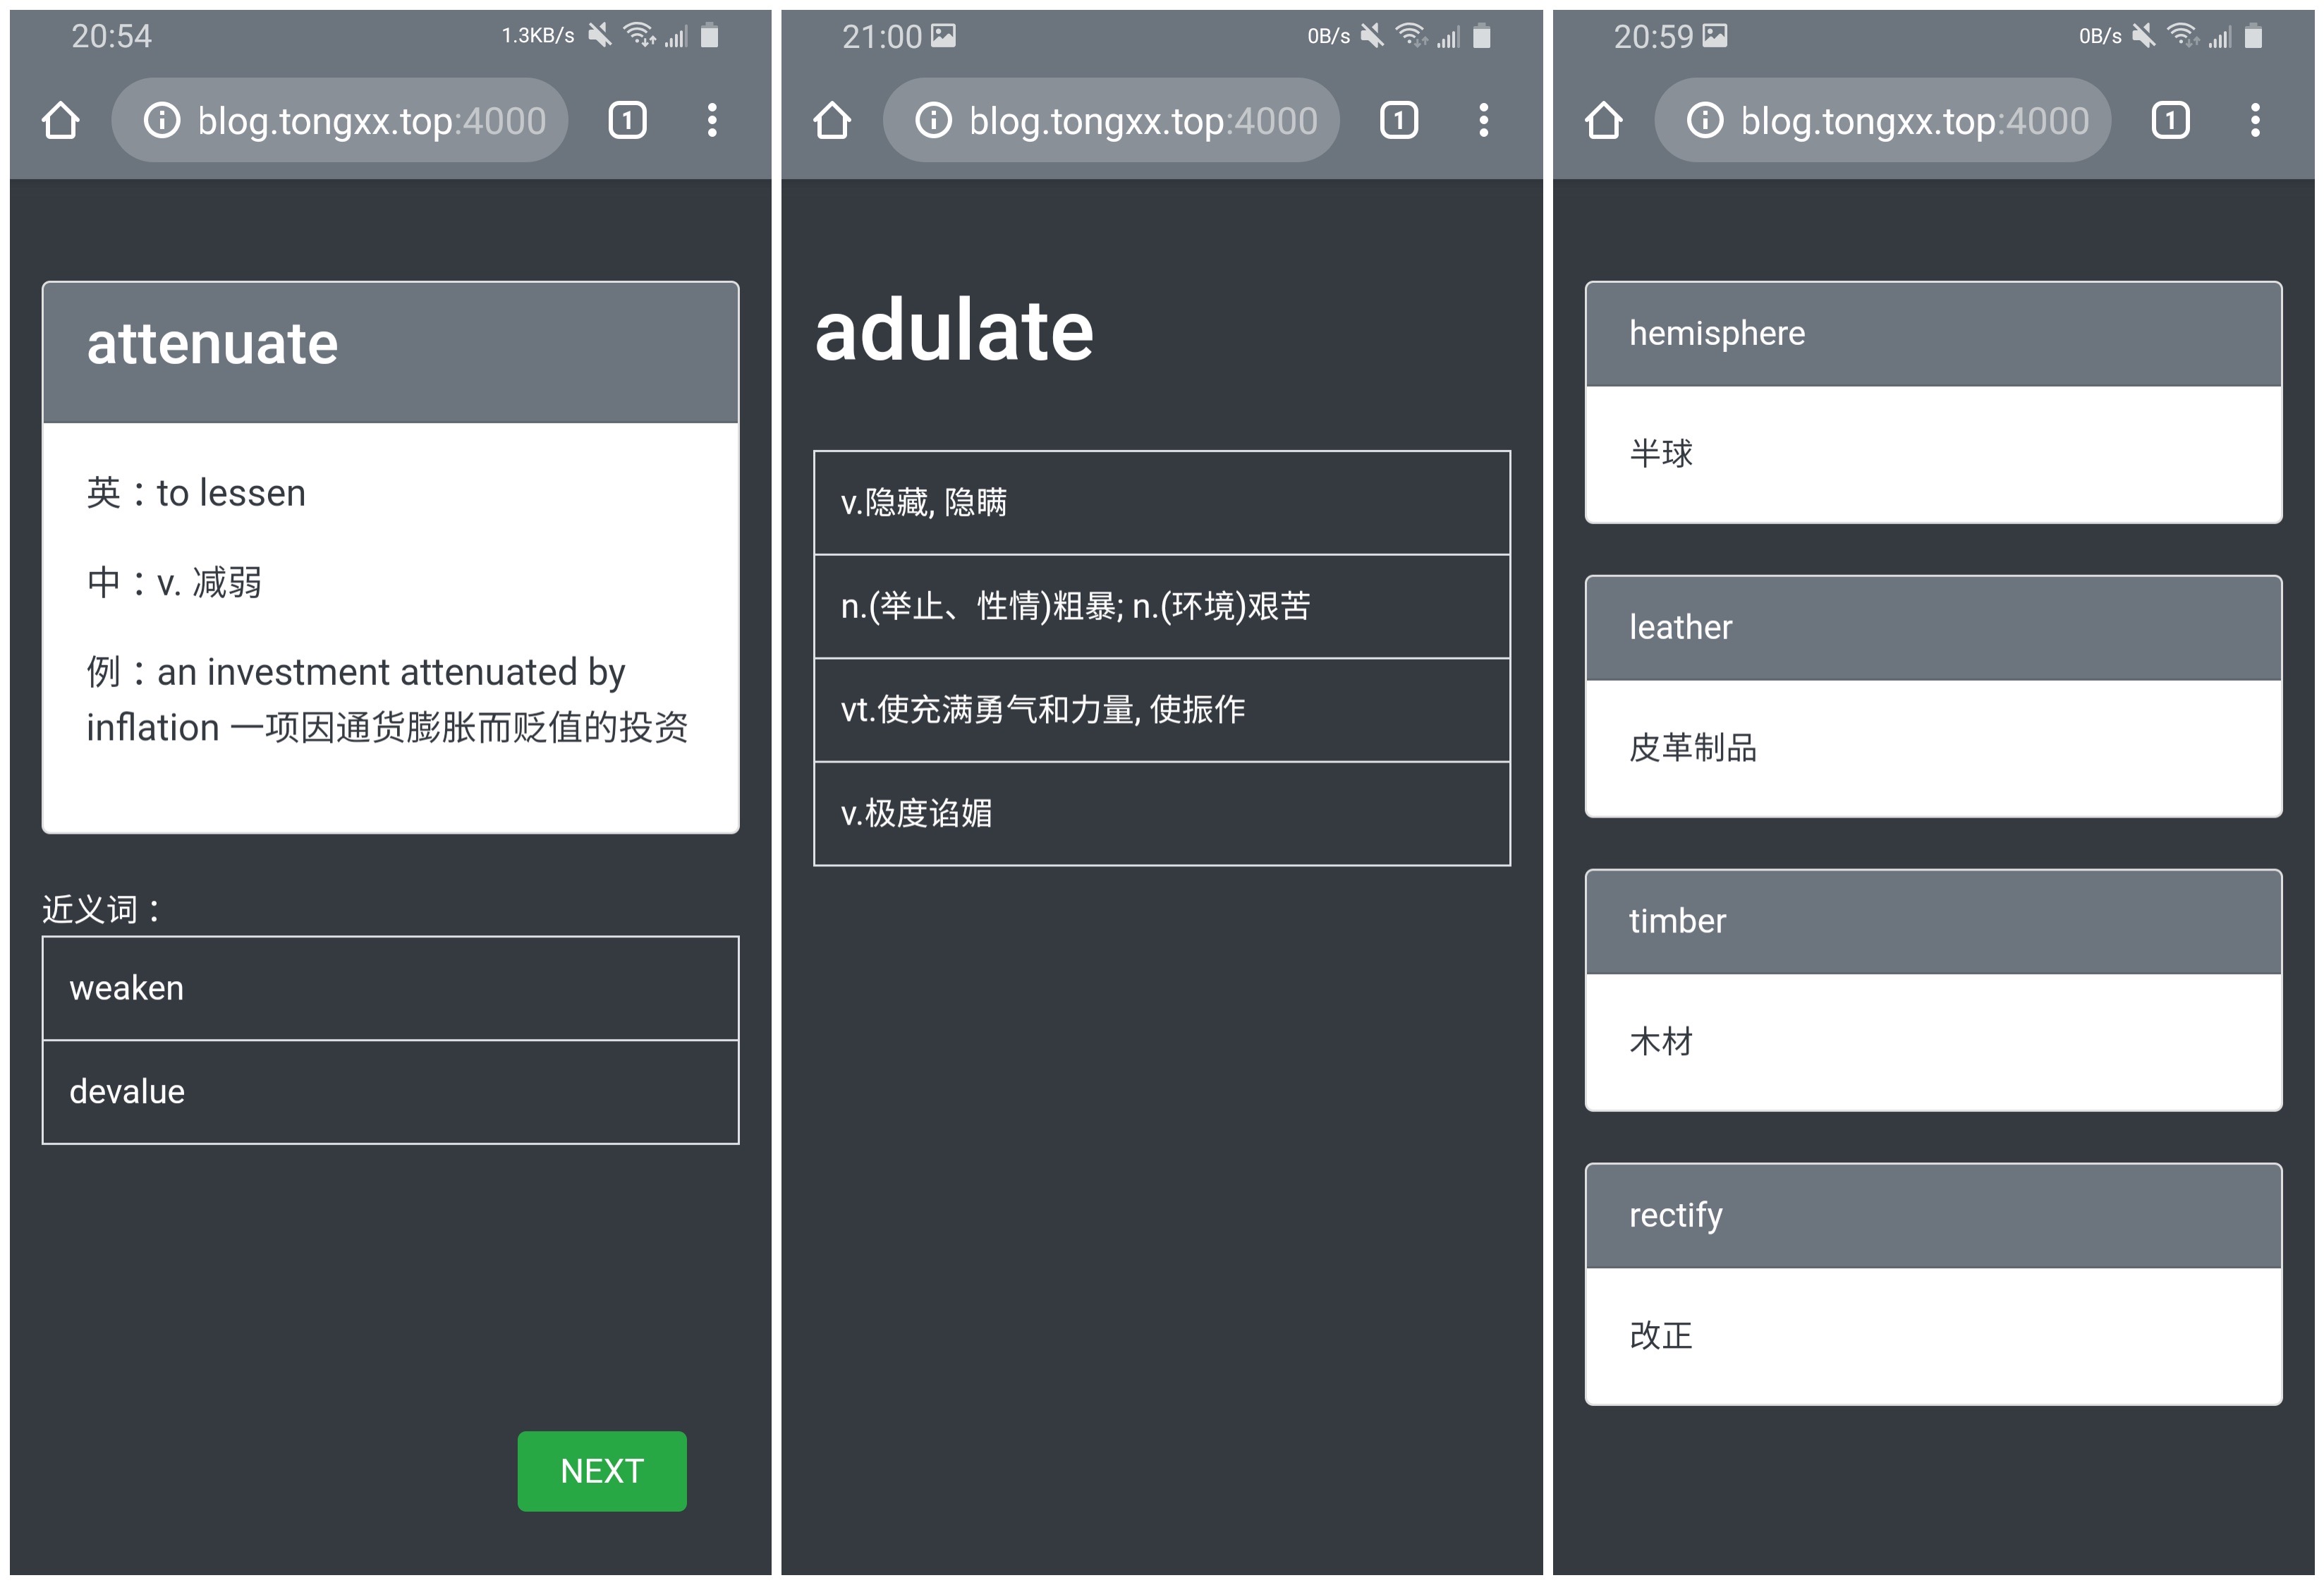 20:54
1.3KB/s
blog.tongxx.top:4000
1
attenuate
英：to lessen
中：v. 减弱
例：an investment attenuated by
inflation 一项因通货膨胀而贬值的投资
近义词：
weaken
devalue
NEXT
21:00
0B/s
blog.tongxx.top:4000
1
adulate
v.隐藏, 隐瞒
n.(举止、性情)粗暴; n.(环境)艰苦
vt.使充满勇气和力量, 使振作
v.极度谄媚
20:59
0B/s
blog.tongxx.top:4000
1
hemisphere
半球
leather
皮革制品
timber
木材
rectify
改正